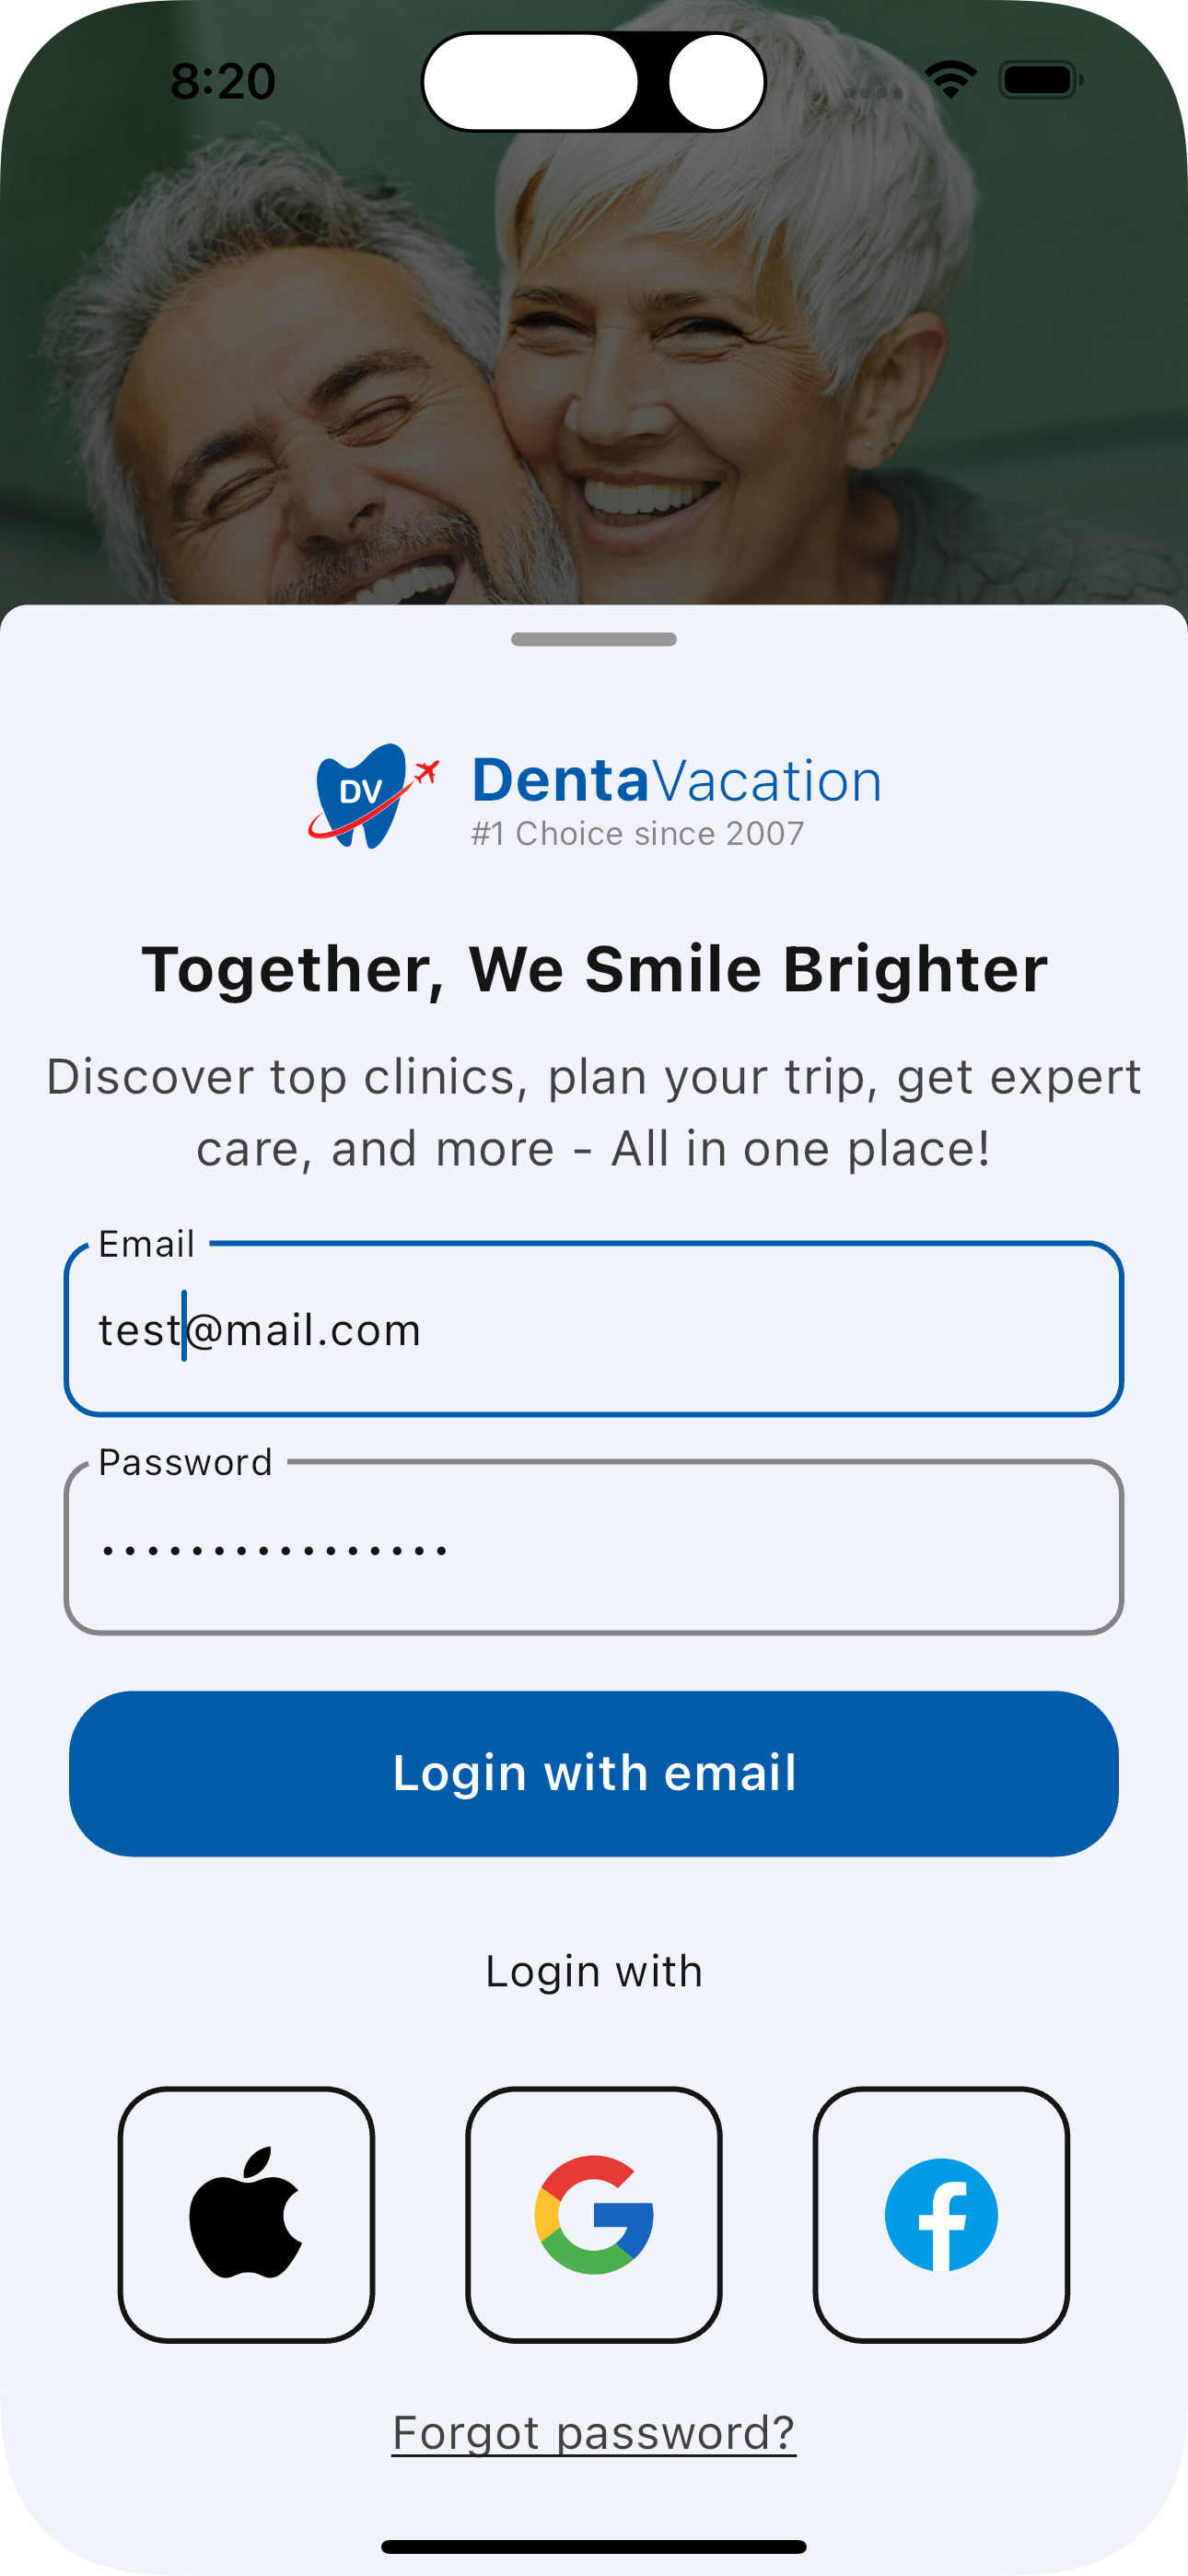 8:20
DV
DentaVacation
#1 Choice since 2007
Together, We Smile Brighter
Discover top clinics, plan your trip, get expert
care, and more - All in one place!
Email
test@mail.com
Password
••••••••••••••••
Login with email
Login with
Forgot password?